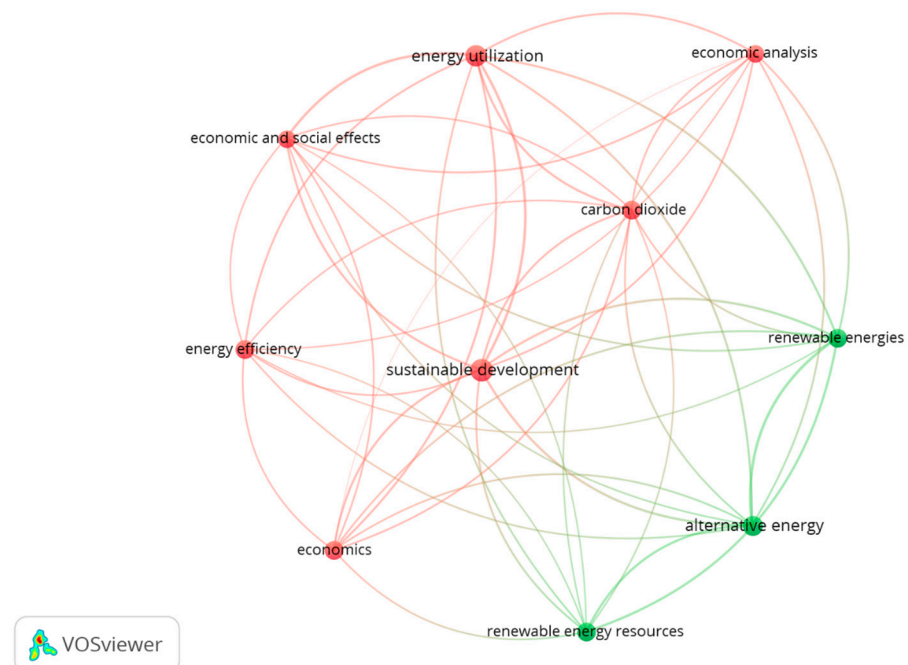 energy utilization
economic analysis
economic and social effects
carbon dioxide
renewable energies
energy efficiency
sustainable development
alternative energy
economics
renewable energy resources
VOSviewer